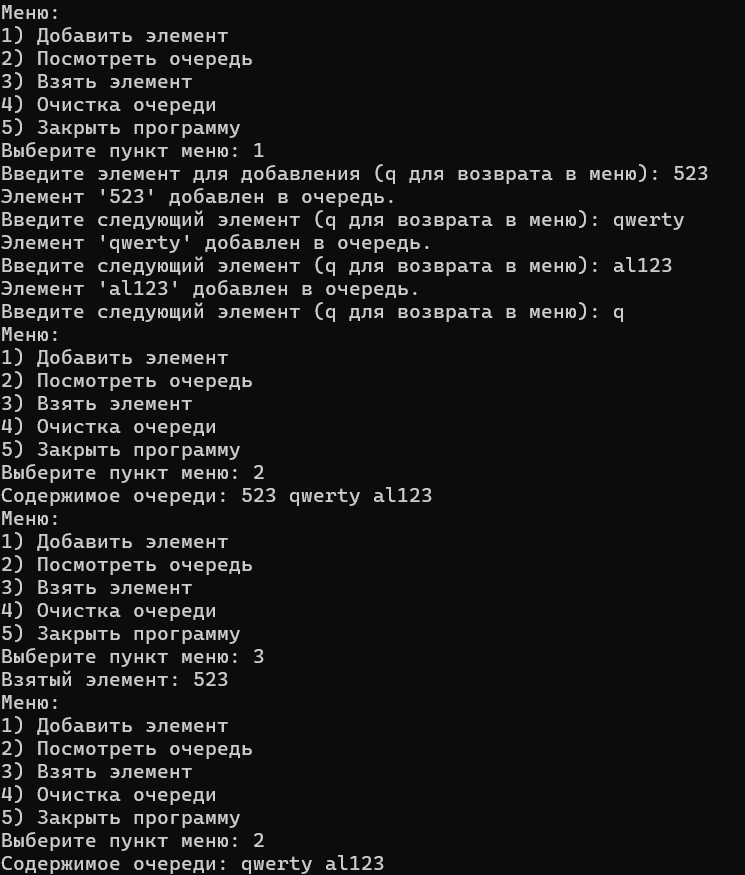 Меню:
1) Добавить элемент
2) Посмотреть очередь
3) Взять элемент
4) Очистка очереди
5) Закрыть программу
Выберите пункт меню: 1
Введите элемент для добавления (q для возврата в меню): 523
Элемент '523' добавлен в очередь.
Введите следующий элемент (q для возврата в меню): qwerty
Элемент 'qwerty' добавлен в очередь.
Введите следующий элемент (q для возврата в меню): al123
Элемент 'al123' добавлен в очередь.
Введите следующий элемент (q для возврата в меню): q
Меню:
1) Добавить элемент
2) Посмотреть очередь
3) Взять элемент
4) Очистка очереди
5) Закрыть программу
Выберите пункт меню: 2
Содержимое очереди: 523 qwerty al123
Меню:
1) Добавить элемент
2) Посмотреть очередь
3) Взять элемент
4) Очистка очереди
5) Закрыть программу
Выберите пункт меню: 3
Взятый элемент: 523
Меню:
1) Добавить элемент
2) Посмотреть очередь
3) Взять элемент
4) Очистка очереди
5) Закрыть программу
Выберите пункт меню: 2
Содержимое очереди: qwerty al123